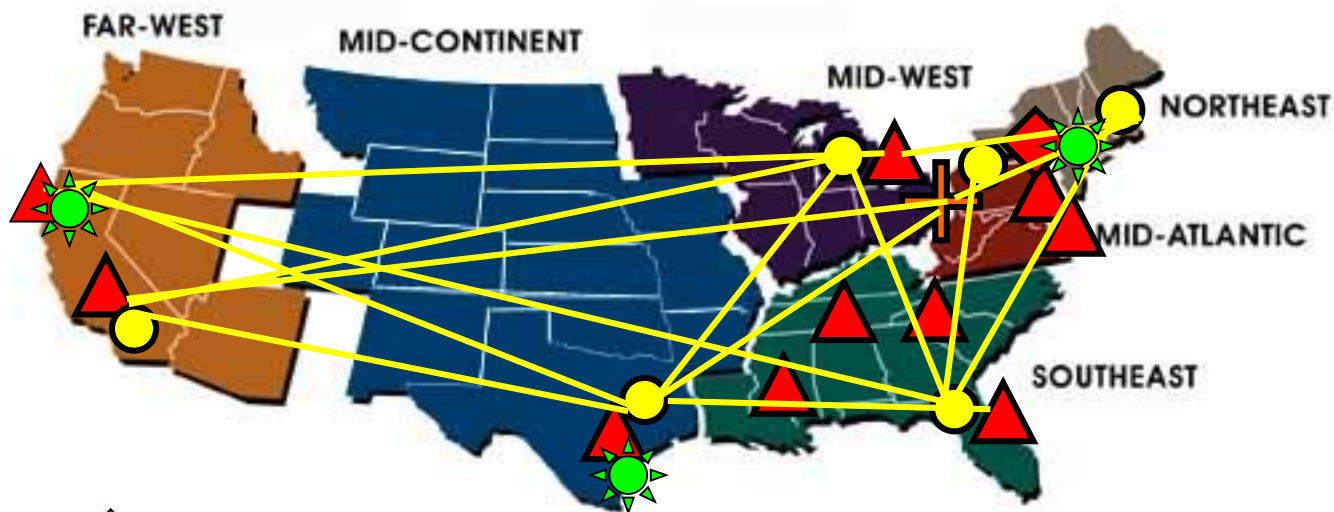 FAR-WEST
MID-CONTINENT
MID-WEST
NORTHEAST
MID-ATLANTIC
SOUTHEAST